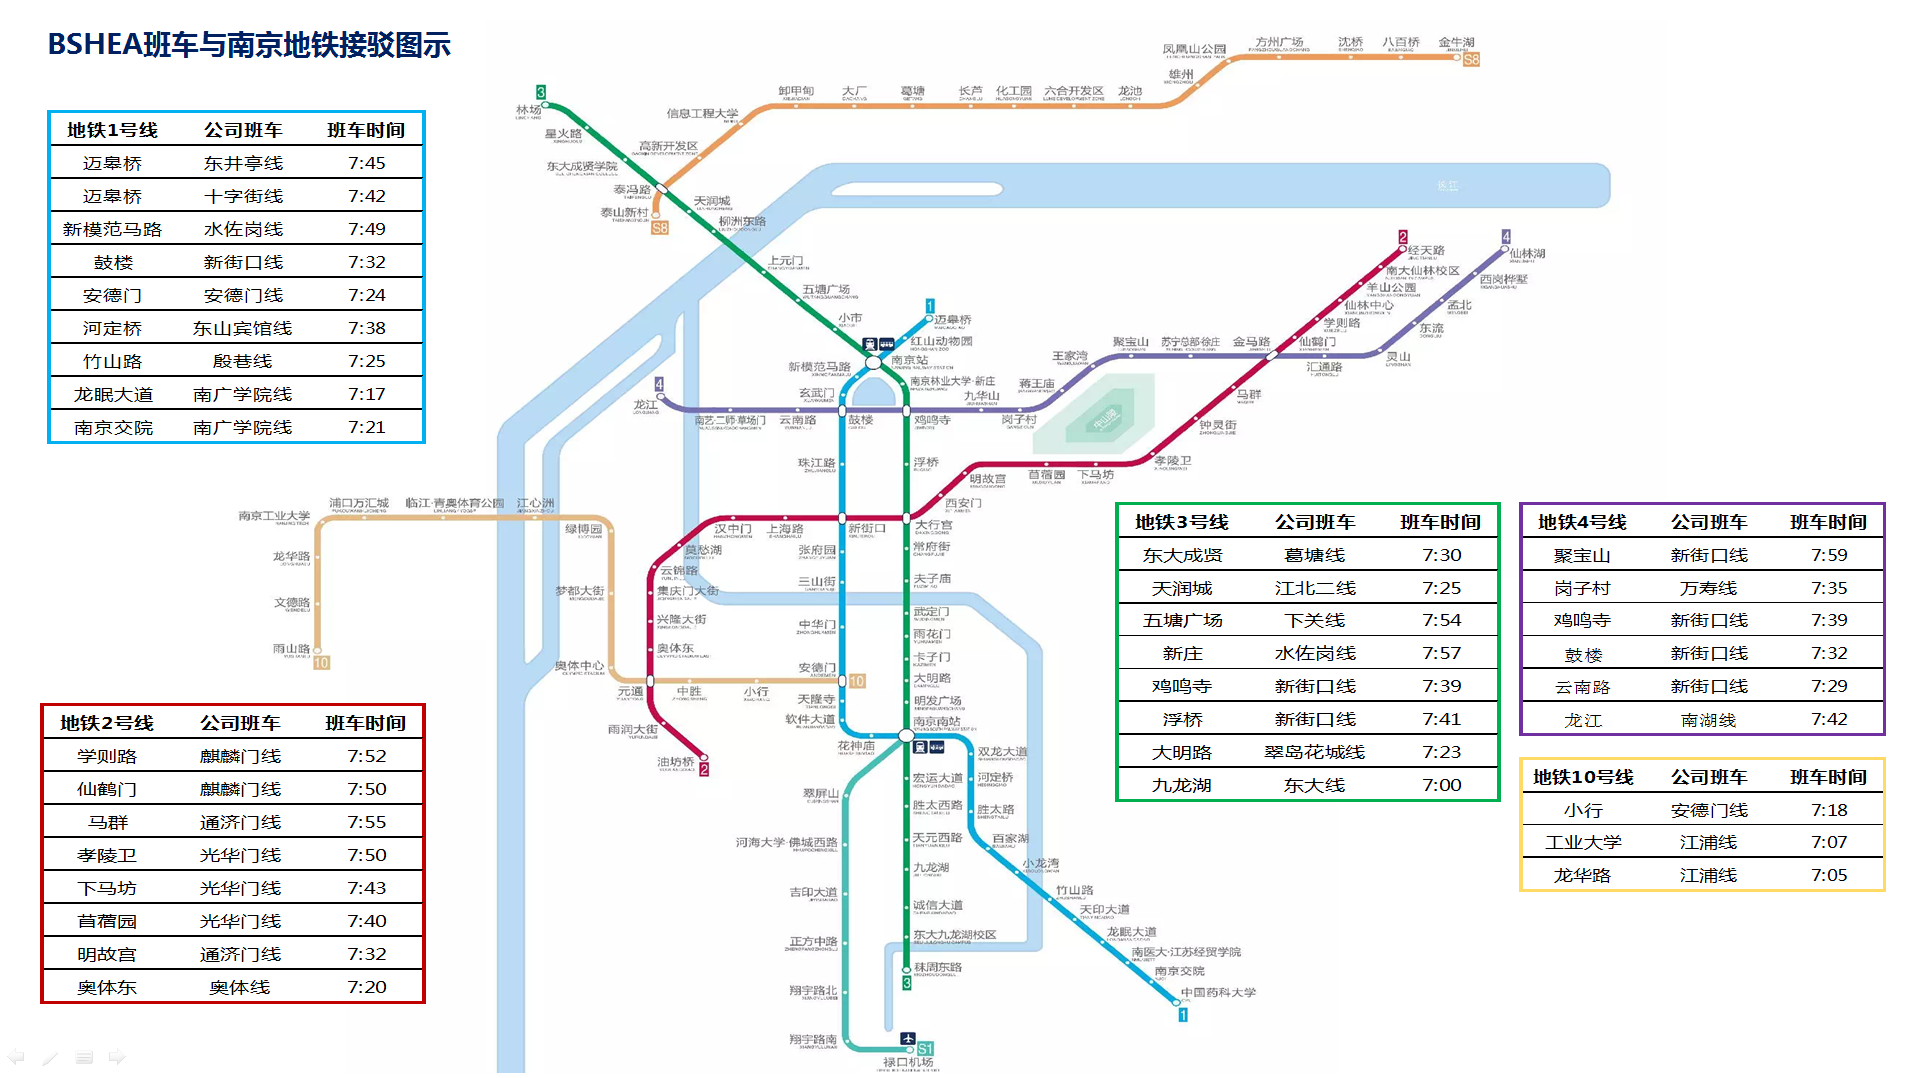 BSHEA班车与南京地铁接驳图示
地铁1号线 公司班车 班车时间
迈皋桥 东井亭线 7:45
迈皋桥 十字街线 7:42
新模范马路 水佐岗线 7:49
鼓楼 新街口线 7:32
安德门 安德门线 7:24
河定桥 东山宾馆线 7:38
竹山路 殷巷线 7:25
龙眠大道 南广学院线 7:17
南京交院 南广学院线 7:21
地铁2号线 公司班车 班车时间
学则路 麒麟门线 7:52
仙鹤门 麒麟门线 7:50
马群 通济门线 7:55
孝陵卫 光华门线 7:50
下马坊 光华门线 7:43
苜蓿园 光华门线 7:40
明故宫 通济门线 7:32
奥体东 奥体线 7:20
地铁3号线 公司班车 班车时间
东大成贤 葛塘线 7:30
天润城 江北二线 7:25
五塘广场 下关线 7:54
新庄 水佐岗线 7:57
鸡鸣寺 新街口线 7:39
浮桥 新街口线 7:41
大明路 翠岛花城线 7:23
九龙湖 东大线 7:00
地铁4号线 公司班车 班车时间
聚宝山 新街口线 7:59
岗子村 万寿线 7:35
鸡鸣寺 新街口线 7:39
鼓楼 新街口线 7:32
云南路 新街口线 7:29
龙江 南湖线 7:42
地铁10号线 公司班车 班车时间
小行 安德门线 7:18
工业大学 江浦线 7:07
龙华路 江浦线 7:05
3
林场
星火路
东大成贤学院
泰冯路
天润城
柳洲东路
上元门
五塘广场
小市
南京站
南京林业大学·新庄
鸡鸣寺
浮桥
大行宫
常府街
夫子庙
武定门
雨花门
卡子门
大明路
明发广场
南京南站
宏运大道
胜太西路
天元西路
九龙湖
诚信大道
东大九龙湖校区
秣周东路
3
S8
泰山新村
高新开发区
信息工程大学
卸甲甸
大厂
葛塘
长芦
化工园
六合开发区
龙池
雄州
凤凰山公园
方州广场
沈桥
八百桥
金牛湖
S8
长江
1
迈皋桥
红山动物园
新模范马路
玄武门
鼓楼
珠江路
新街口
张府园
三山街
中华门
安德门
天隆寺
软件大道
花神庙
双龙大道
河定桥
胜太路
百家湖
小龙湾
竹山路
天印大道
龙眠大道
南医大·江苏经贸学院
南京交院
中国药科大学
1
4
龙江
南艺·二师·草场门
云南路
九华山
岗子村
蒋王庙
王家湾
聚宝山
苏宁总部·徐庄
金马路
汇通路
灵山
东流
孟北
西岗桦墅
仙林湖
4
钟山
2
经天路
南大仙林校区
羊山公园
仙林中心
学则路
仙鹤门
马群
钟灵街
孝陵卫
下马坊
苜蓿园
明故宫
西安门
上海路
汉中门
莫愁湖
云锦路
集庆门大街
兴隆大街
奥体东
元通
雨润大街
油坊桥
2
10
雨山路
文德路
龙华路
南京工业大学
浦口万汇城
临江·青奥体育公园
江心洲
绿博园
梦都大街
奥体中心
中胜
小行
10
翠屏山
河海大学·佛城西路
吉印大道
正方中路
翔宇路北
翔宇路南
禄口机场
S1